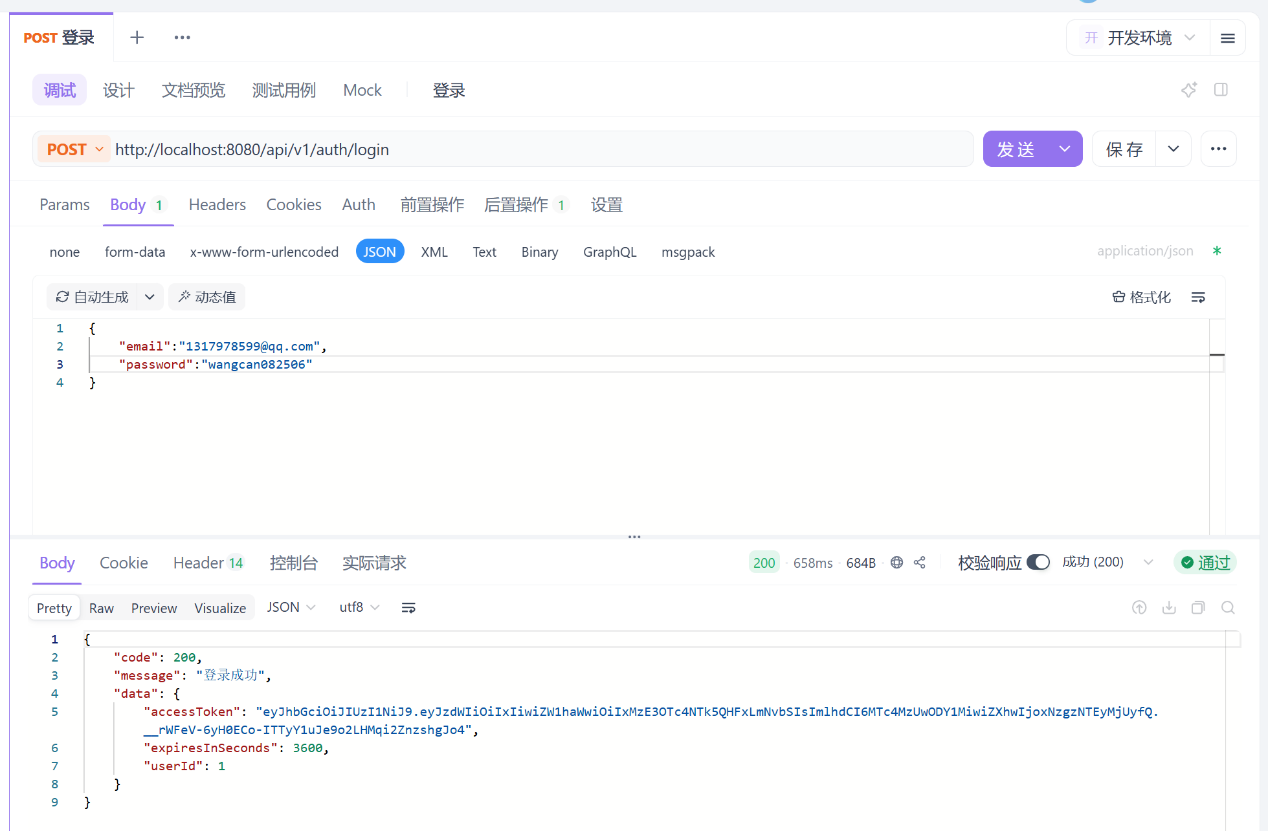 POST 登录
开 开发环境
调试 设计 文档预览 测试用例 Mock 登录
POST http://localhost:8080/api/v1/auth/login 发 送 保 存
Params Body 1 Headers Cookies Auth 前置操作 后置操作 1 设置
none form-data x-www-form-urlencoded JSON XML Text Binary GraphQL msgpack application/json *
自动生成 动态值 格式化
1 {
2 "email":"1317978599@qq.com",
3 "password":"wangcan082506"
4 }
Body Cookie Header 14 控制台 实际请求 200 · 658ms · 684B 校验响应 成功 (200) 通过
Pretty Raw Preview Visualize JSON utf8
1 {
2 "code": 200,
3 "message": "登录成功",
4 "data": {
5 "accessToken": "eyJhbGciOiJIUzI1NiJ9.eyJzdWIiOiIxIiwiZW1haWwiOiIxMzE3OTc4NTk5QHFxLmNvbSIsImlhdCI6MTc4MzUwODY1MiwiZXhwIjoxNzgzNTEyMjUyfQ.
__rWFeV-6yH0ECo-ITTyY1uJe9o2LHMqi2ZnzshgJo4",
6 "expiresInSeconds": 3600,
7 "userId": 1
8 }
9 }